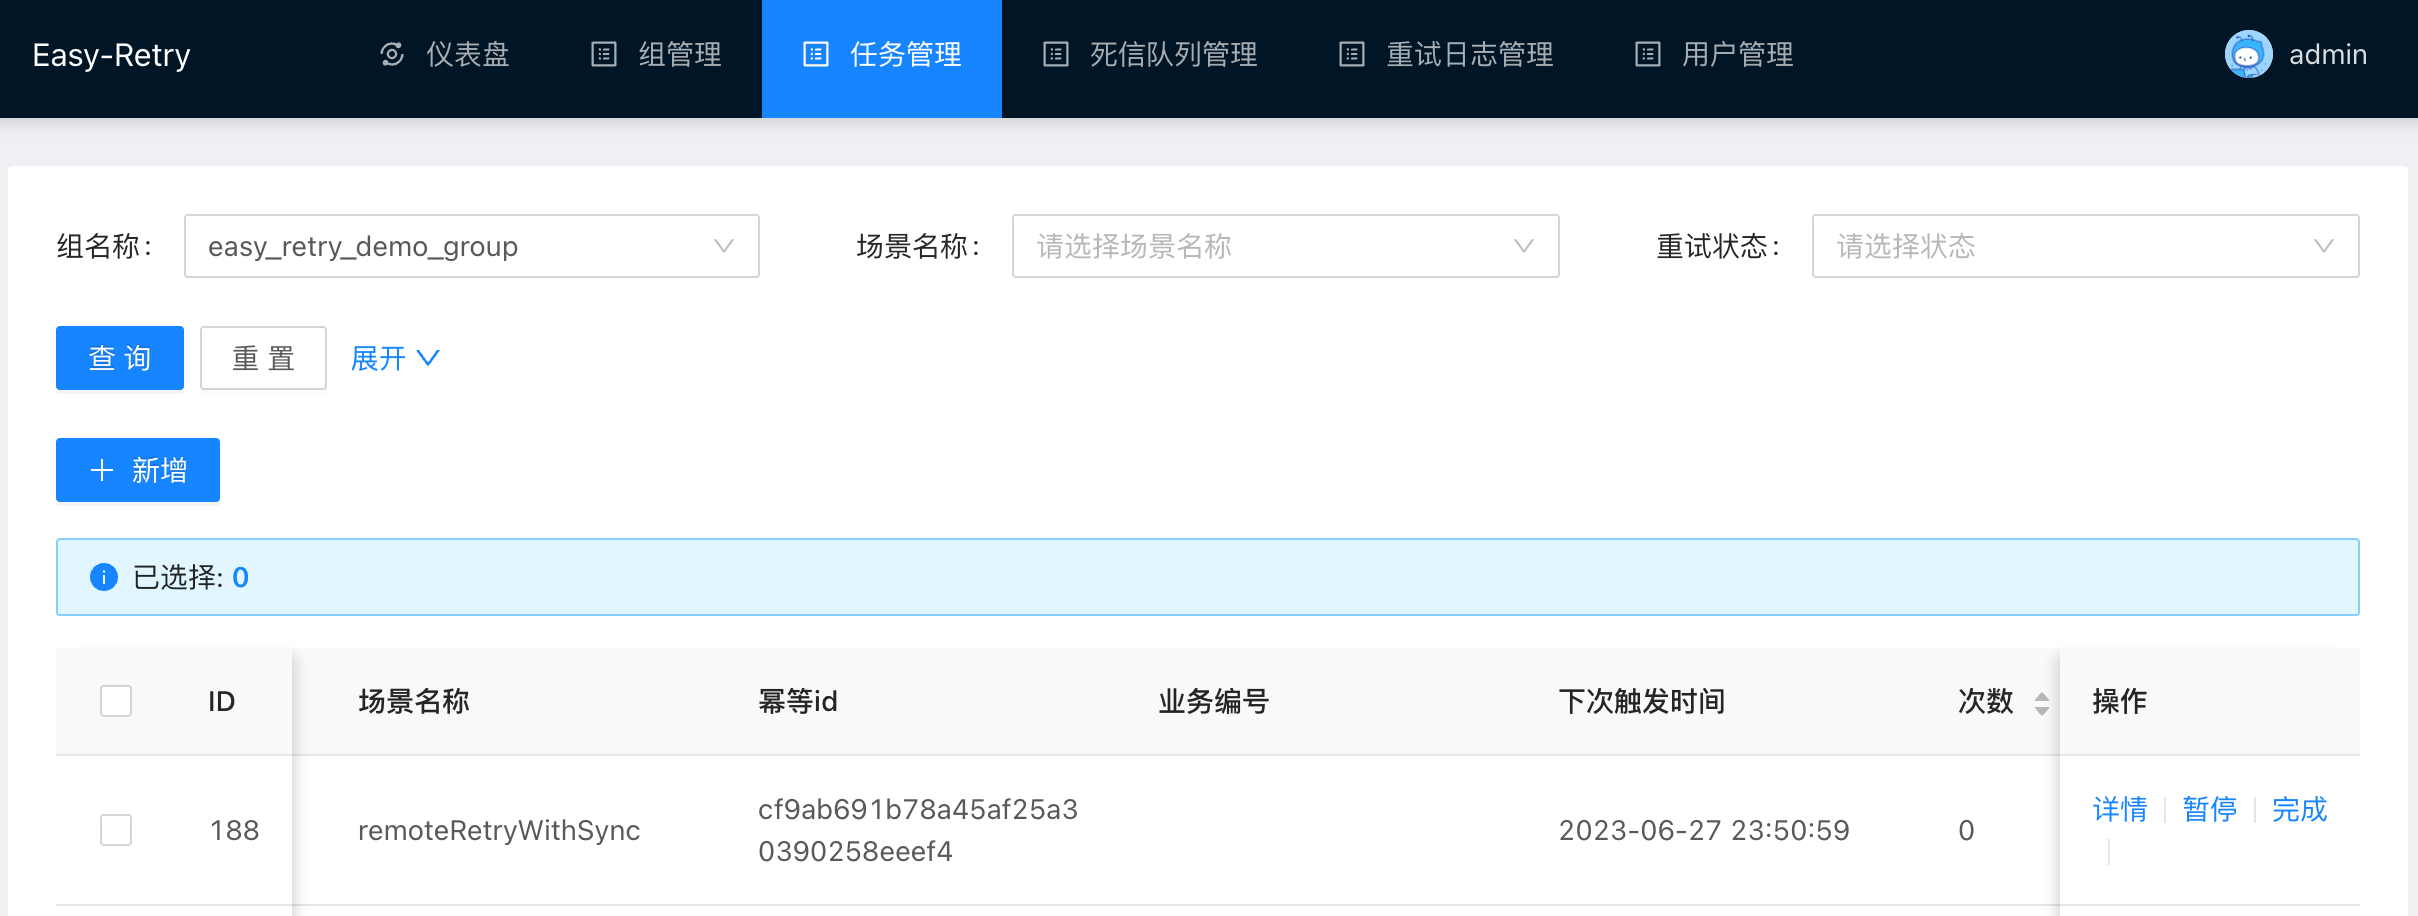 Easy-Retry 仪表盘 组管理 任务管理 死信队列管理 重试日志管理 用户管理 admin
组名称: easy_retry_demo_group 场景名称: 请选择场景名称 重试状态: 请选择状态
查 询 重 置 展开
新增
已选择: 0
ID 场景名称 幂等id 业务编号 下次触发时间 次数 操作
188 remoteRetryWithSync cf9ab691b78a45af25a3 2023-06-27 23:50:59 0 详情 暂停 完成
0390258eeef4